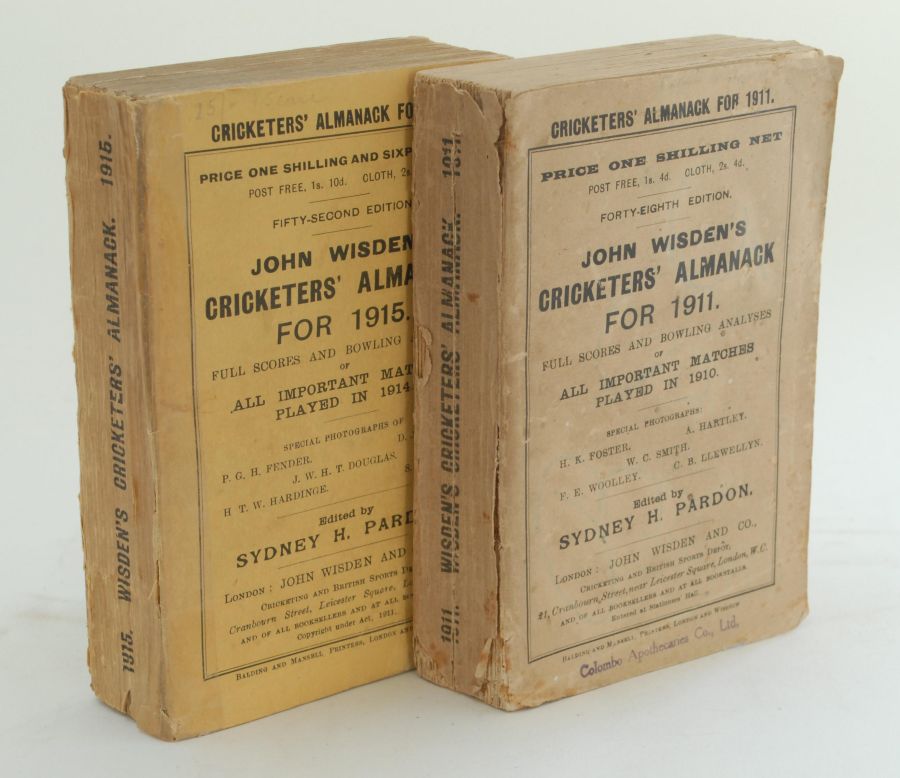 WISDEN'S CRICKETERS' ALMANACK. 1915.
1915.
CRICKETERS' ALMANACK FO
PRICE ONE SHILLING AND SIXP
POST FREE, 1s. 10d. CLOTH, 2s.
FIFTY-SECOND EDITION
JOHN WISDEN
CRICKETERS' ALMA
FOR 1915.
FULL SCORES AND BOWLING
OF
ALL IMPORTANT MATC
PLAYED IN 1914
SPECIAL PHOTOGRAPHS OF
P. G. H. FENDER. D.
J. W. H. T. DOUGLAS.
H. T. W. HARDINGE. S.
Edited by
SYDNEY H. PARD
LONDON: JOHN WISDEN AND
CRICKETING AND BRITISH SPORTS DE
Cranbourn Street, Leicester Square, Lo
AND OF ALL BOOKSELLERS AND AT ALL
Copyright under Act, 1911.
BALDING AND MANSELL, PRINTERS, LONDON AND
1911. WISDEN'S CRICKETERS' ALMANACK. 1911.
CRICKETERS' ALMANACK FOR 1911.
PRICE ONE SHILLING NET
POST FREE, 1s. 4d. CLOTH, 2s. 4d.
FORTY-EIGHTH EDITION.
JOHN WISDEN'S
CRICKETERS' ALMANACK
FOR 1911.
FULL SCORES AND BOWLING ANALYSES
OF
ALL IMPORTANT MATCHES
PLAYED IN 1910.
SPECIAL PHOTOGRAPHS:
H. K. FOSTER. A. HARTLEY.
W. C. SMITH.
F. E. WOOLLEY. C. B. LLEWELLYN.
Edited by
SYDNEY H. PARDON.
LONDON: JOHN WISDEN AND CO.,
CRICKETING AND BRITISH SPORTS DEPÔT,
21, Cranbourn Street, near Leicester Square, London, W.C.
AND OF ALL BOOKSELLERS AND AT ALL BOOKSTALLS.
Entered at Stationers Hall.
BALDING AND MANSELL, PRINTERS, LONDON AND WISBECH
Colombo Apothecaries Co., Ltd.